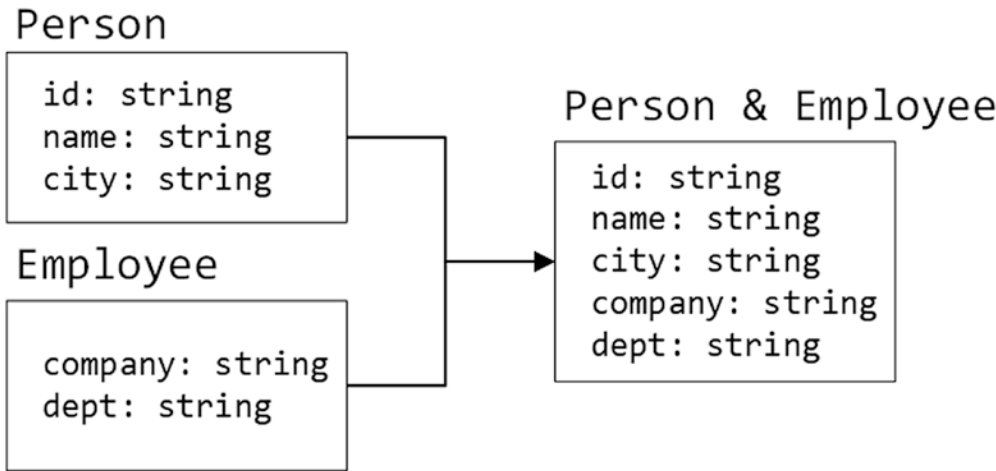 Person
id: string
name: string
city: string
Employee
company: string
dept: string
Person & Employee
id: string
name: string
city: string
company: string
dept: string